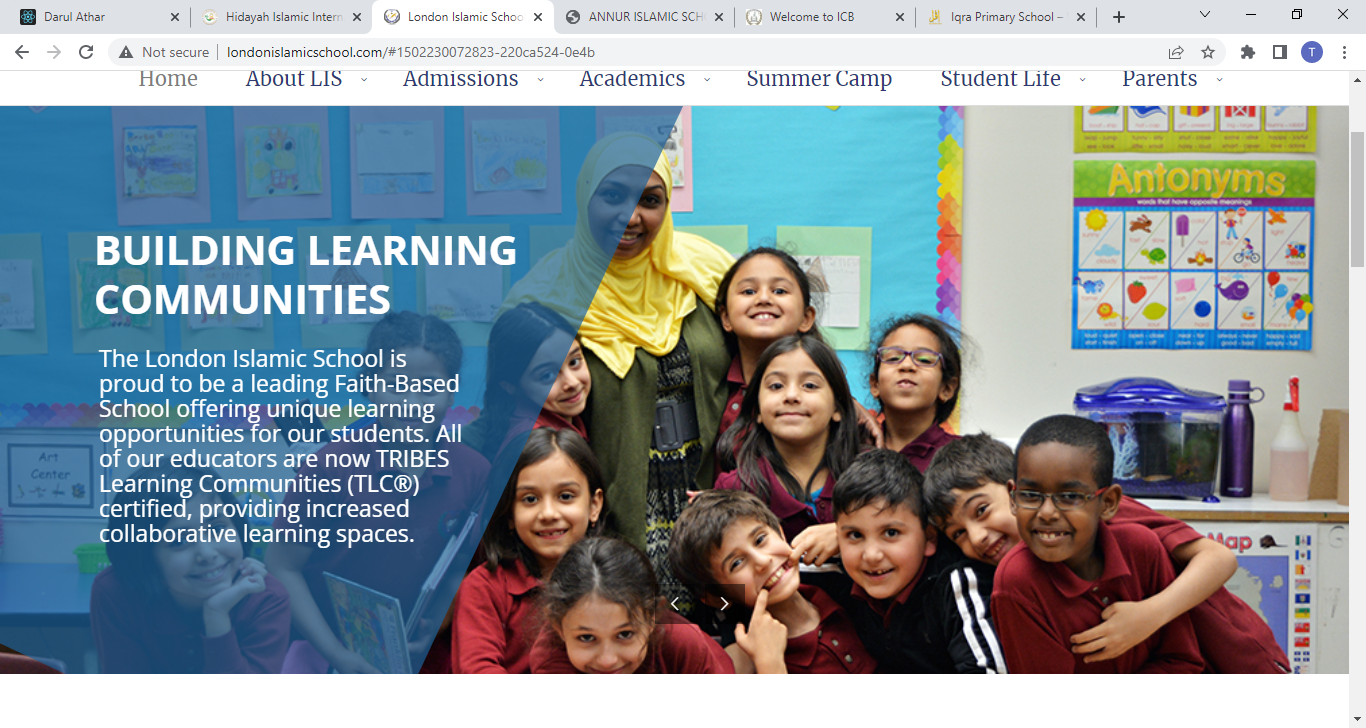 Darul Athar
Hidayah Islamic Intern
London Islamic Schoo
ANNUR ISLAMIC SCH
Welcome to ICB
Iqra Primary School –
Not secure
londonislamicschool.com/#1502230072823-220ca524-0e4b
T
Home
About LIS
Admissions
Academics
Summer Camp
Student Life
Parents
BUILDING LEARNING
COMMUNITIES
The London Islamic School is
proud to be a leading Faith-Based
School offering unique learning
opportunities for our students. All
of our educators are now TRIBES
Learning Communities (TLC®)
certified, providing increased
collaborative learning spaces.
Art
Center
Antonyms
words that have opposite meanings
Map